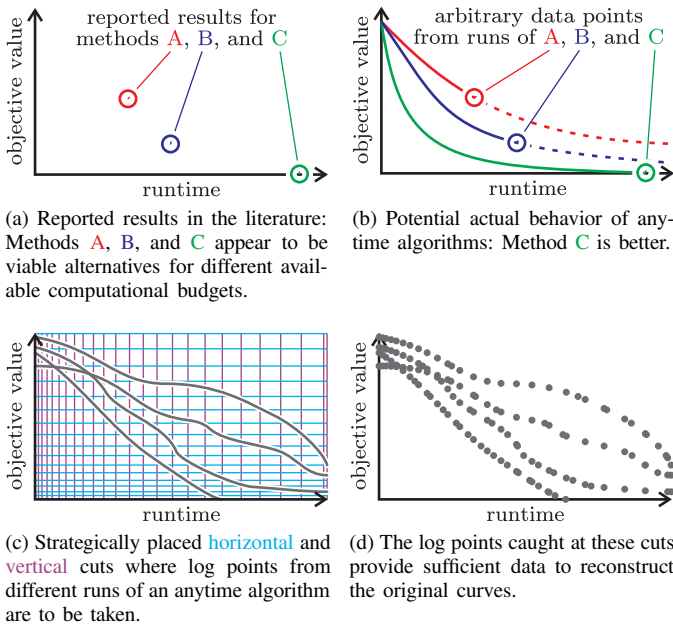 Reported results for
methods A, B, and C
objective value
runtime
(a) Reported results in the literature:
Methods A, B, and C appear to be
viable alternatives for different avail-
able computational budgets.
arbitrary data points
from runs of A, B, and C
objective value
runtime
(b) Potential actual behavior of any-
time algorithms: Method C is better.
objective value
runtime
(c) Strategically placed horizontal and
vertical cuts where log points from
different runs of an anytime algorithm
are to be taken.
objective value
runtime
(d) The log points caught at these cuts
provide sufficient data to reconstruct
the original curves.